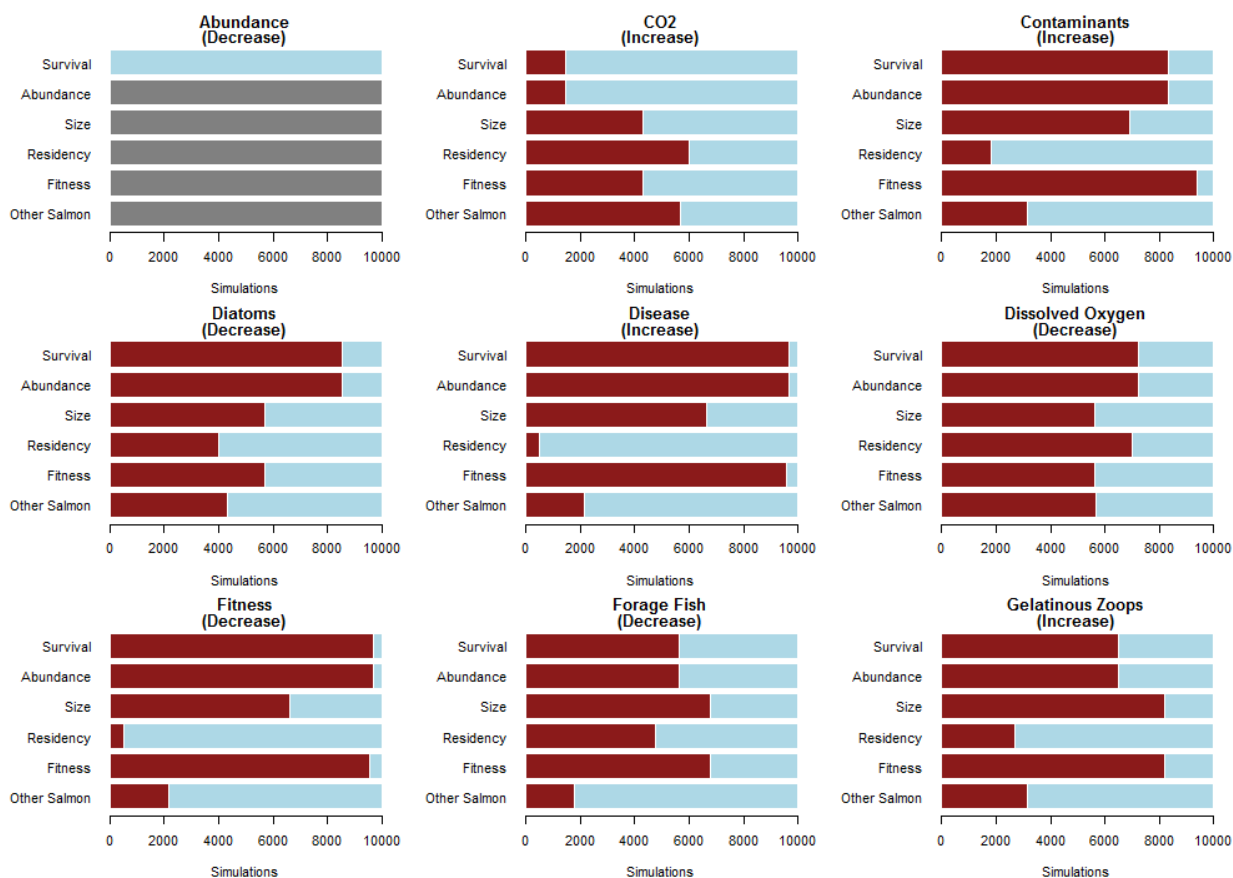 Abundance
(Decrease)
Survival
Abundance
Size
Residency
Fitness
Other Salmon
0 2000 4000 6000 8000 10000
Simulations
CO2
(Increase)
Survival
Abundance
Size
Residency
Fitness
Other Salmon
0 2000 4000 6000 8000 10000
Simulations
Contaminants
(Increase)
Survival
Abundance
Size
Residency
Fitness
Other Salmon
0 2000 4000 6000 8000 10000
Simulations
Diatoms
(Decrease)
Survival
Abundance
Size
Residency
Fitness
Other Salmon
0 2000 4000 6000 8000 10000
Simulations
Disease
(Increase)
Survival
Abundance
Size
Residency
Fitness
Other Salmon
0 2000 4000 6000 8000 10000
Simulations
Dissolved Oxygen
(Decrease)
Survival
Abundance
Size
Residency
Fitness
Other Salmon
0 2000 4000 6000 8000 10000
Simulations
Fitness
(Decrease)
Survival
Abundance
Size
Residency
Fitness
Other Salmon
0 2000 4000 6000 8000 10000
Simulations
Forage Fish
(Decrease)
Survival
Abundance
Size
Residency
Fitness
Other Salmon
0 2000 4000 6000 8000 10000
Simulations
Gelatinous Zoops
(Increase)
Survival
Abundance
Size
Residency
Fitness
Other Salmon
0 2000 4000 6000 8000 10000
Simulations